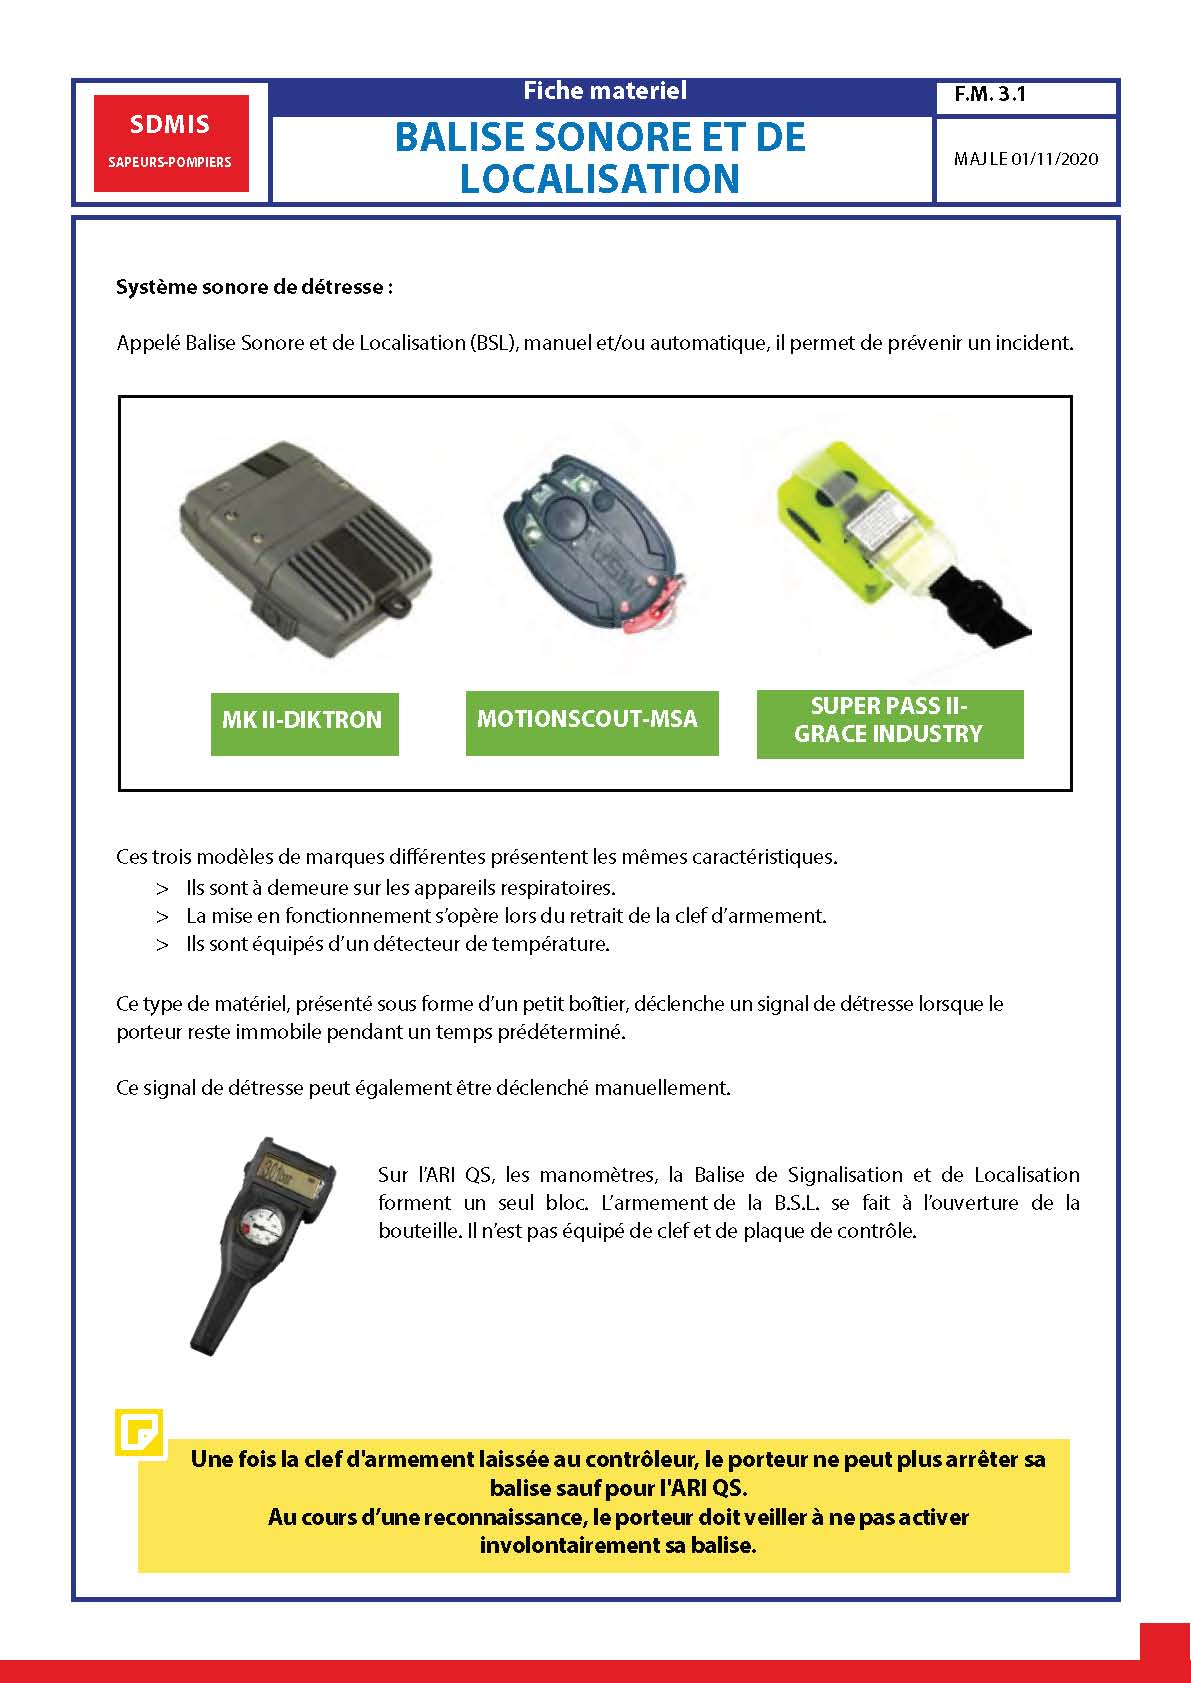 SDMIS
SAPEURS-POMPIERS
Fiche materiel
BALISE SONORE ET DE
LOCALISATION
F.M. 3.1
MAJ LE 01/11/2020
Système sonore de détresse :
Appelé Balise Sonore et de Localisation (BSL), manuel et/ou automatique, il permet de prévenir un incident.
MSA
MK II-DIKTRON
MOTIONSCOUT-MSA
SUPER PASS II-
GRACE INDUSTRY
Ces trois modèles de marques différentes présentent les mêmes caractéristiques.
> Ils sont à demeure sur les appareils respiratoires.
> La mise en fonctionnement s’opère lors du retrait de la clef d’armement.
> Ils sont équipés d’un détecteur de température.
Ce type de matériel, présenté sous forme d’un petit boîtier, déclenche un signal de détresse lorsque le
porteur reste immobile pendant un temps prédéterminé.
Ce signal de détresse peut également être déclenché manuellement.
Sur l’ARI QS, les manomètres, la Balise de Signalisation et de Localisation
forment un seul bloc. L’armement de la B.S.L. se fait à l’ouverture de la
bouteille. Il n’est pas équipé de clef et de plaque de contrôle.
Une fois la clef d'armement laissée au contrôleur, le porteur ne peut plus arrêter sa
balise sauf pour l'ARI QS.
Au cours d’une reconnaissance, le porteur doit veiller à ne pas activer
involontairement sa balise.